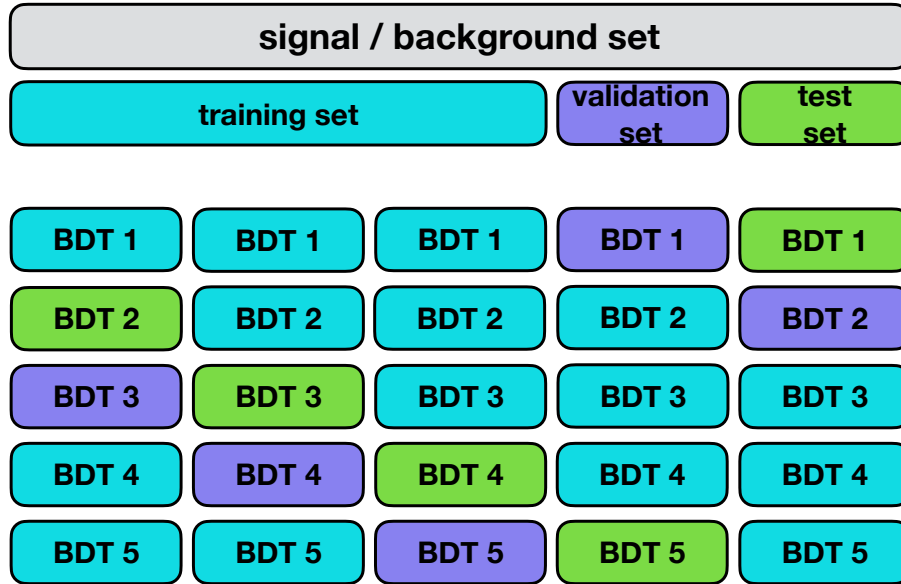 signal / background set
training set
validation
set
test
set
BDT 1 BDT 1 BDT 1 BDT 1 BDT 1
BDT 2 BDT 2 BDT 2 BDT 2 BDT 2
BDT 3 BDT 3 BDT 3 BDT 3 BDT 3
BDT 4 BDT 4 BDT 4 BDT 4 BDT 4
BDT 5 BDT 5 BDT 5 BDT 5 BDT 5